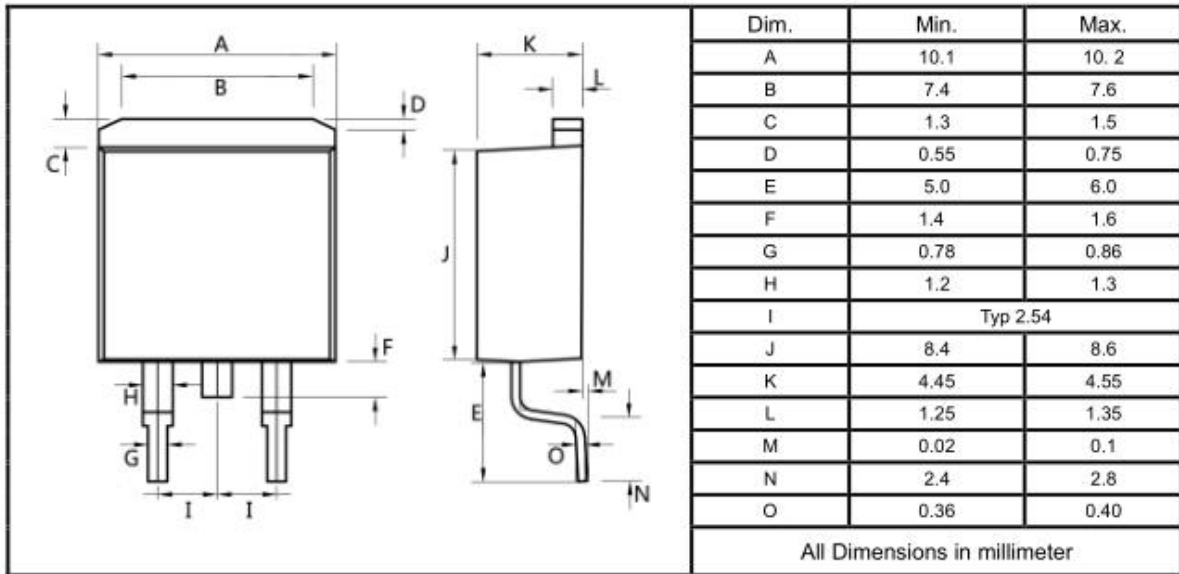 A
B
D
C
F
H
G
I I
K
L
J
M
E
O
N
Dim. Min. Max.
A 10.1 10. 2
B 7.4 7.6
C 1.3 1.5
D 0.55 0.75
E 5.0 6.0
F 1.4 1.6
G 0.78 0.86
H 1.2 1.3
I Typ 2.54
J 8.4 8.6
K 4.45 4.55
L 1.25 1.35
M 0.02 0.1
N 2.4 2.8
O 0.36 0.40
All Dimensions in millimeter